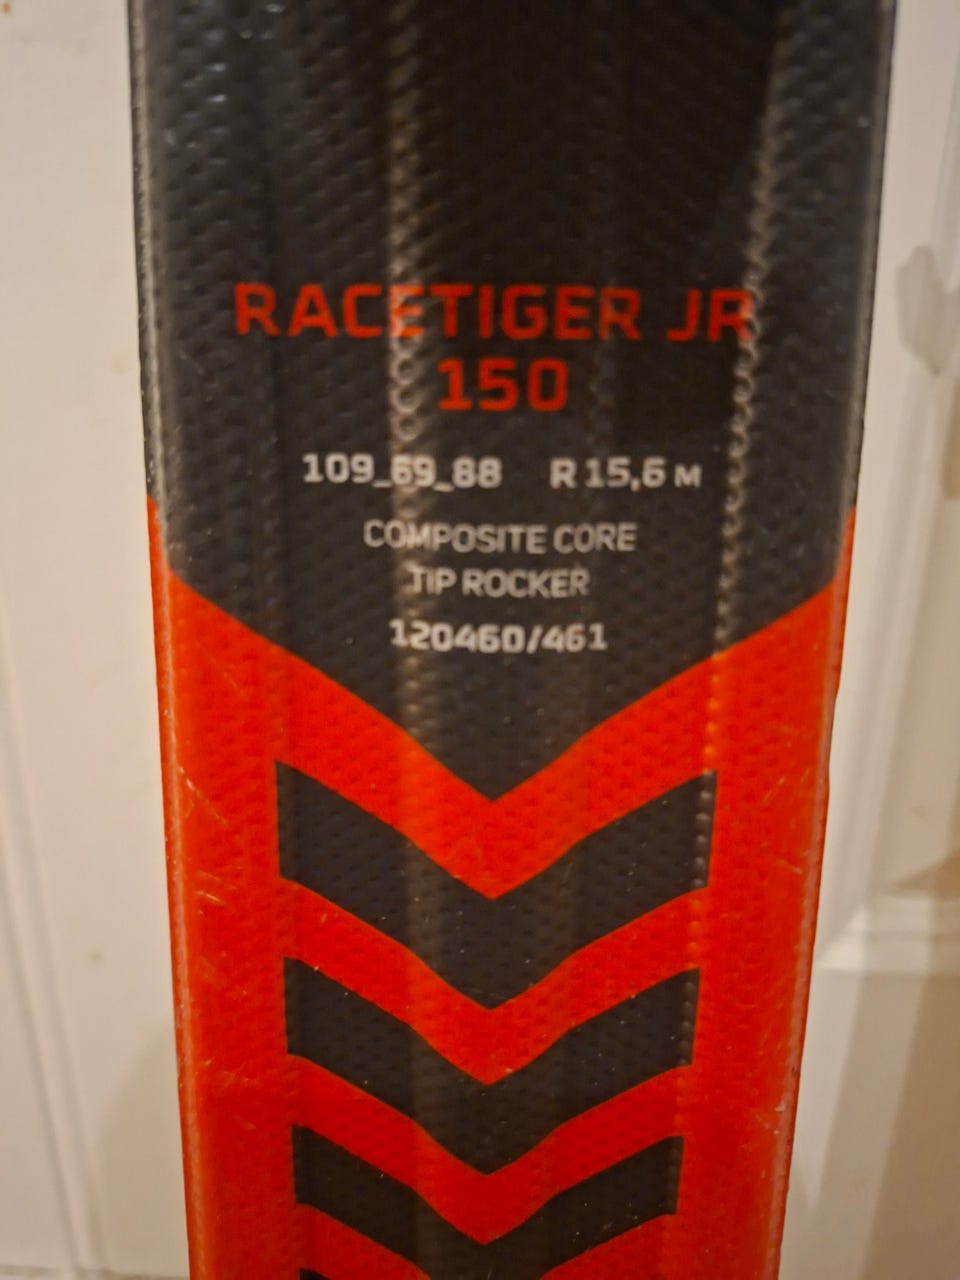 RACETIGER JR
150
109_69_88 R 15,6 M
COMPOSITE CORE
TIP ROCKER
120460/461